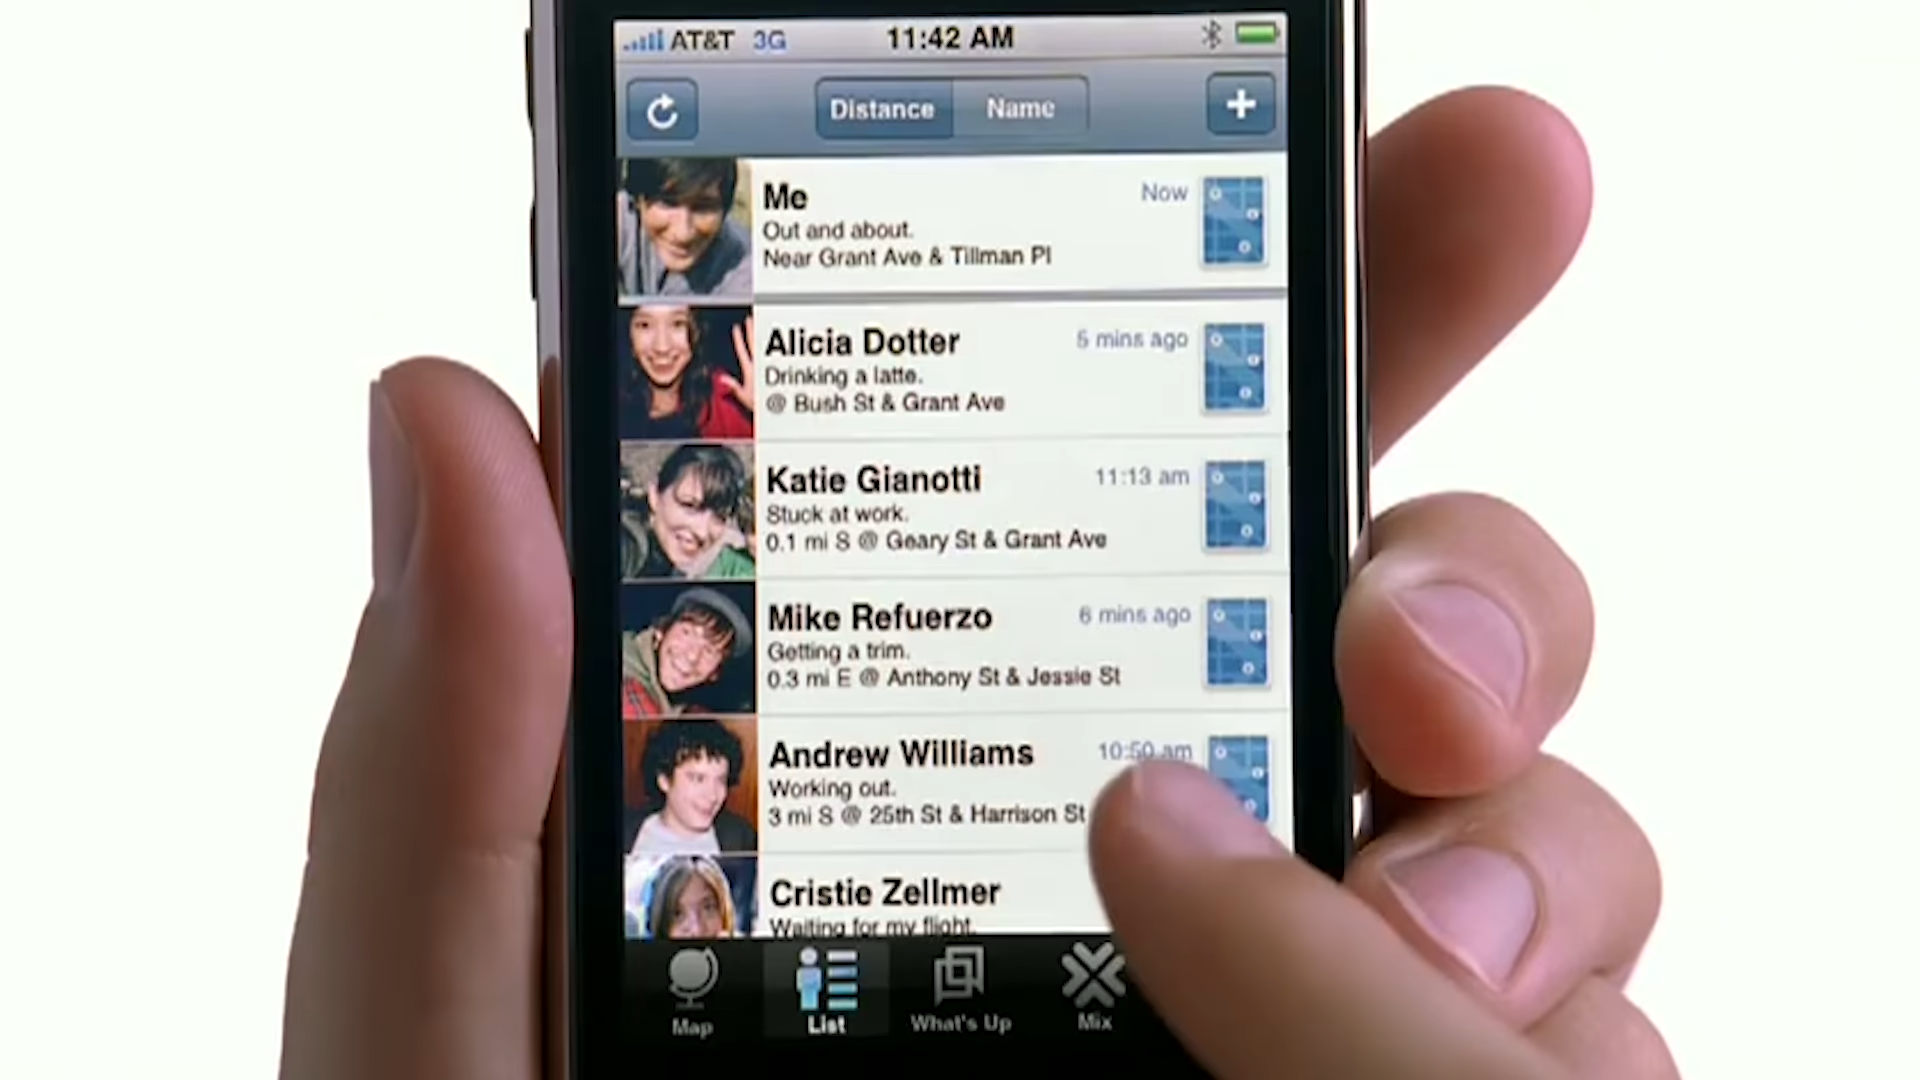 AT&T 3G 11:42 AM
Distance Name
Me Now
Out and about.
Near Grant Ave & Tillman Pl
Alicia Dotter 5 mins ago
Drinking a latte.
@ Bush St & Grant Ave
Katie Gianotti 11:13 am
Stuck at work.
0.1 mi S @ Geary St & Grant Ave
Mike Refuerzo 6 mins ago
Getting a trim.
0.3 mi E @ Anthony St & Jessie St
Andrew Williams 10:50 am
Working out.
3 mi S @ 25th St & Harrison St
Cristie Zellmer
Waiting for my flight.
Map List What's Up Mix